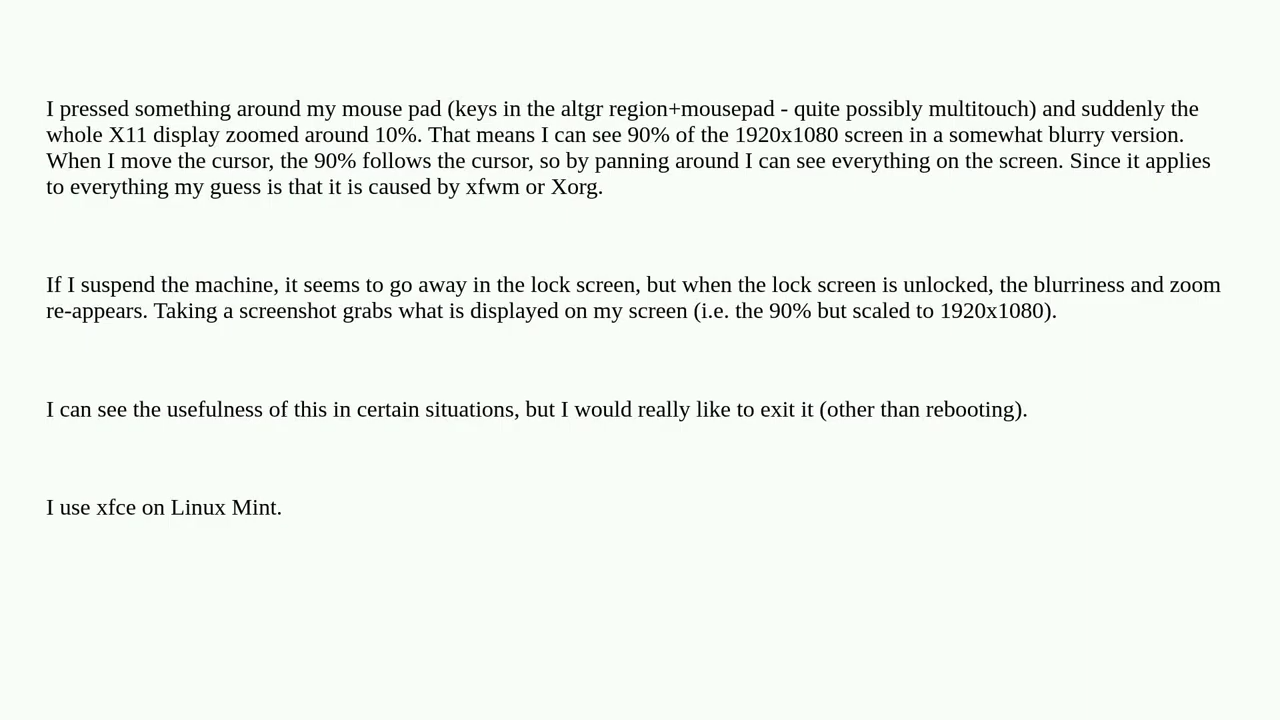 I pressed something around my mouse pad (keys in the altgr region+mousepad - quite possibly multitouch) and suddenly the
whole X11 display zoomed around 10%. That means I can see 90% of the 1920x1080 screen in a somewhat blurry version.
When I move the cursor, the 90% follows the cursor, so by panning around I can see everything on the screen. Since it applies
to everything my guess is that it is caused by xfwm or Xorg.
If I suspend the machine, it seems to go away in the lock screen, but when the lock screen is unlocked, the blurriness and zoom
re-appears. Taking a screenshot grabs what is displayed on my screen (i.e. the 90% but scaled to 1920x1080).
I can see the usefulness of this in certain situations, but I would really like to exit it (other than rebooting).
I use xfce on Linux Mint.